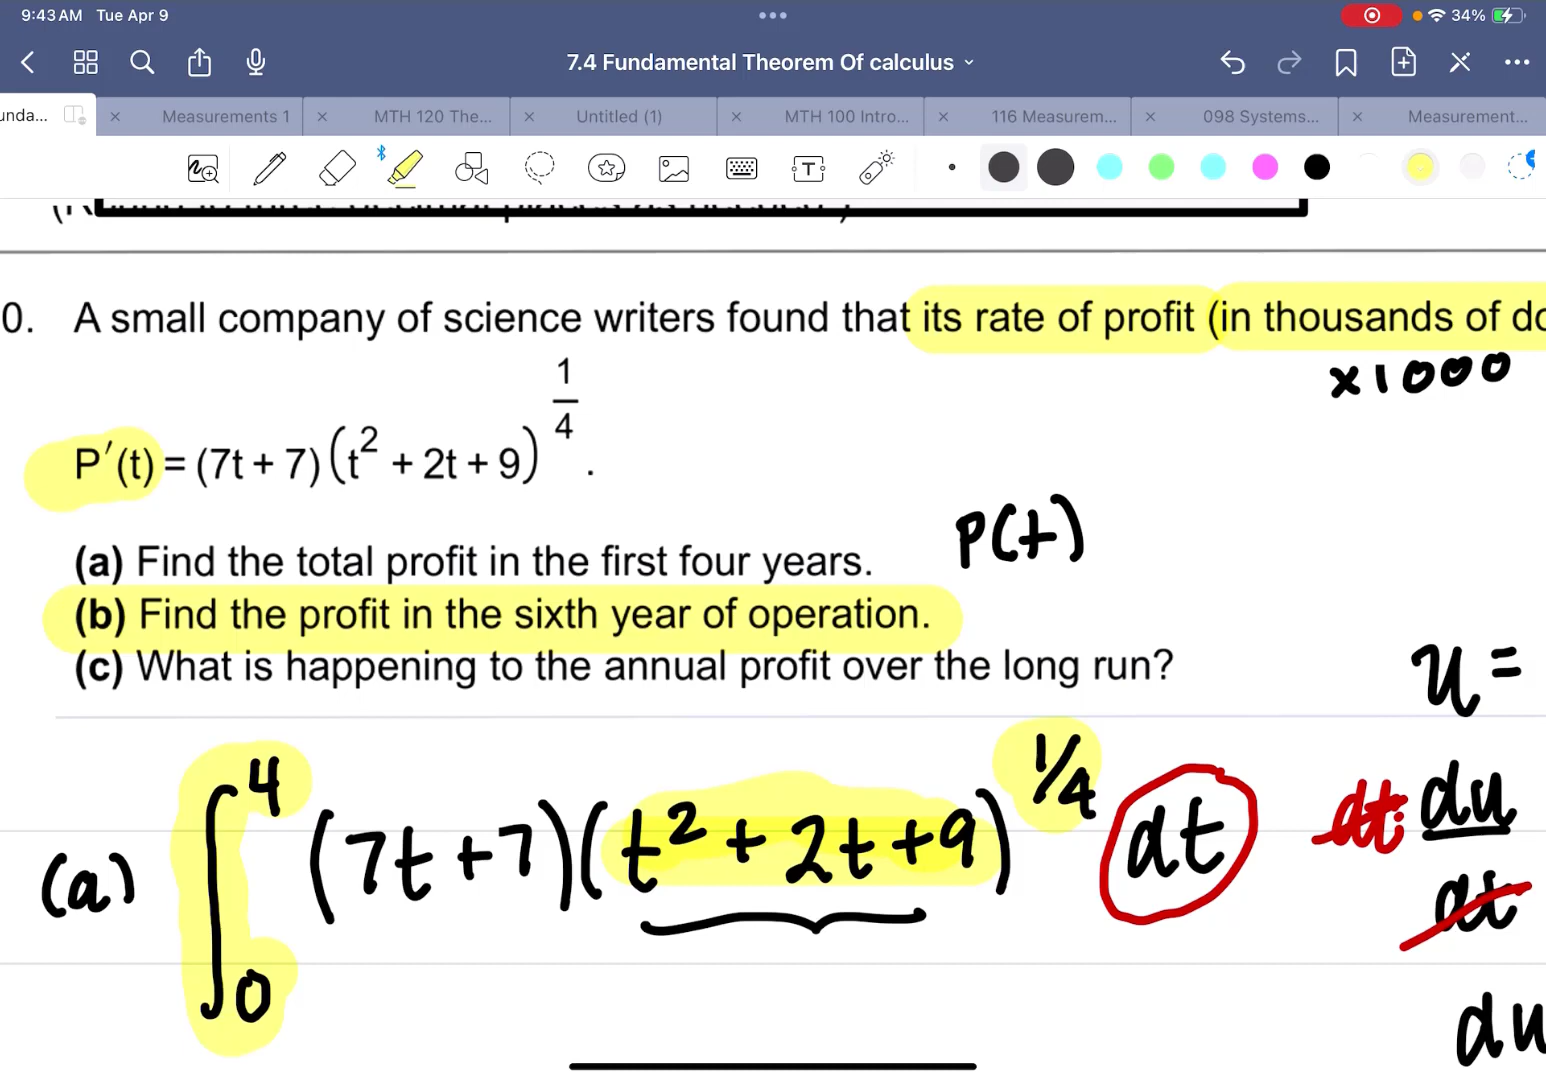 9:43 AM Tue Apr 9
34%
7.4 Fundamental Theorem Of calculus
unda...
Measurements 1
MTH 120 The...
Untitled (1)
MTH 100 Intro...
116 Measurem...
098 Systems...
Measurement...
0. A small company of science writers found that its rate of profit (in thousands of do
×1000
P′(t) = (7t + 7)(t² + 2t + 9)^(1/4).
P(t)
(a) Find the total profit in the first four years.
(b) Find the profit in the sixth year of operation.
(c) What is happening to the annual profit over the long run?
u =
(a) ∫₀⁴ (7t + 7)(t² + 2t + 9)^(1/4) dt
dt · du/dt
du